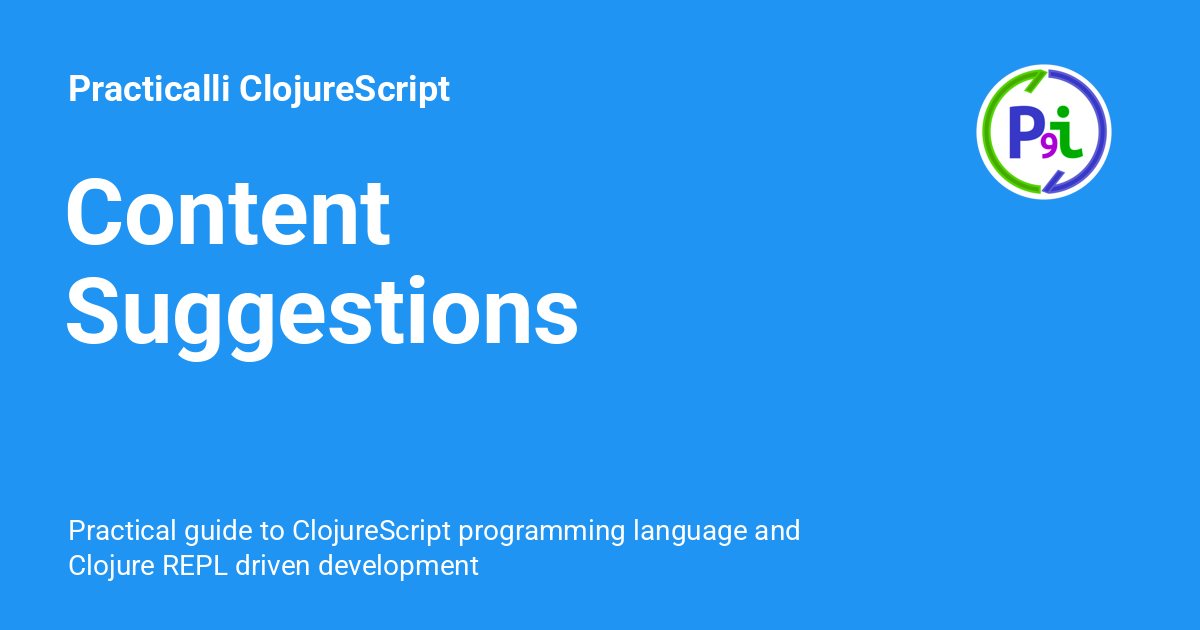 Practicalli ClojureScript
P9i
Content
Suggestions
Practical guide to ClojureScript programming language and
Clojure REPL driven development